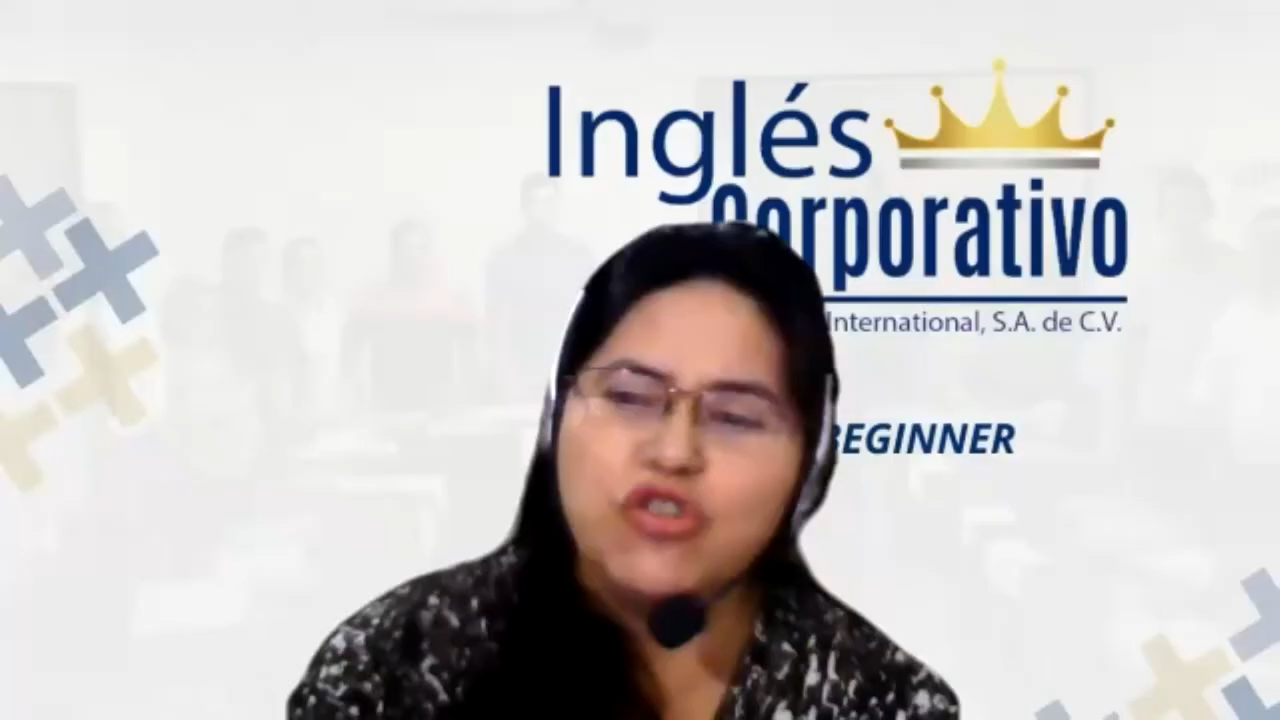 Inglés
Corporativo
International, S.A. de C.V.
BEGINNER